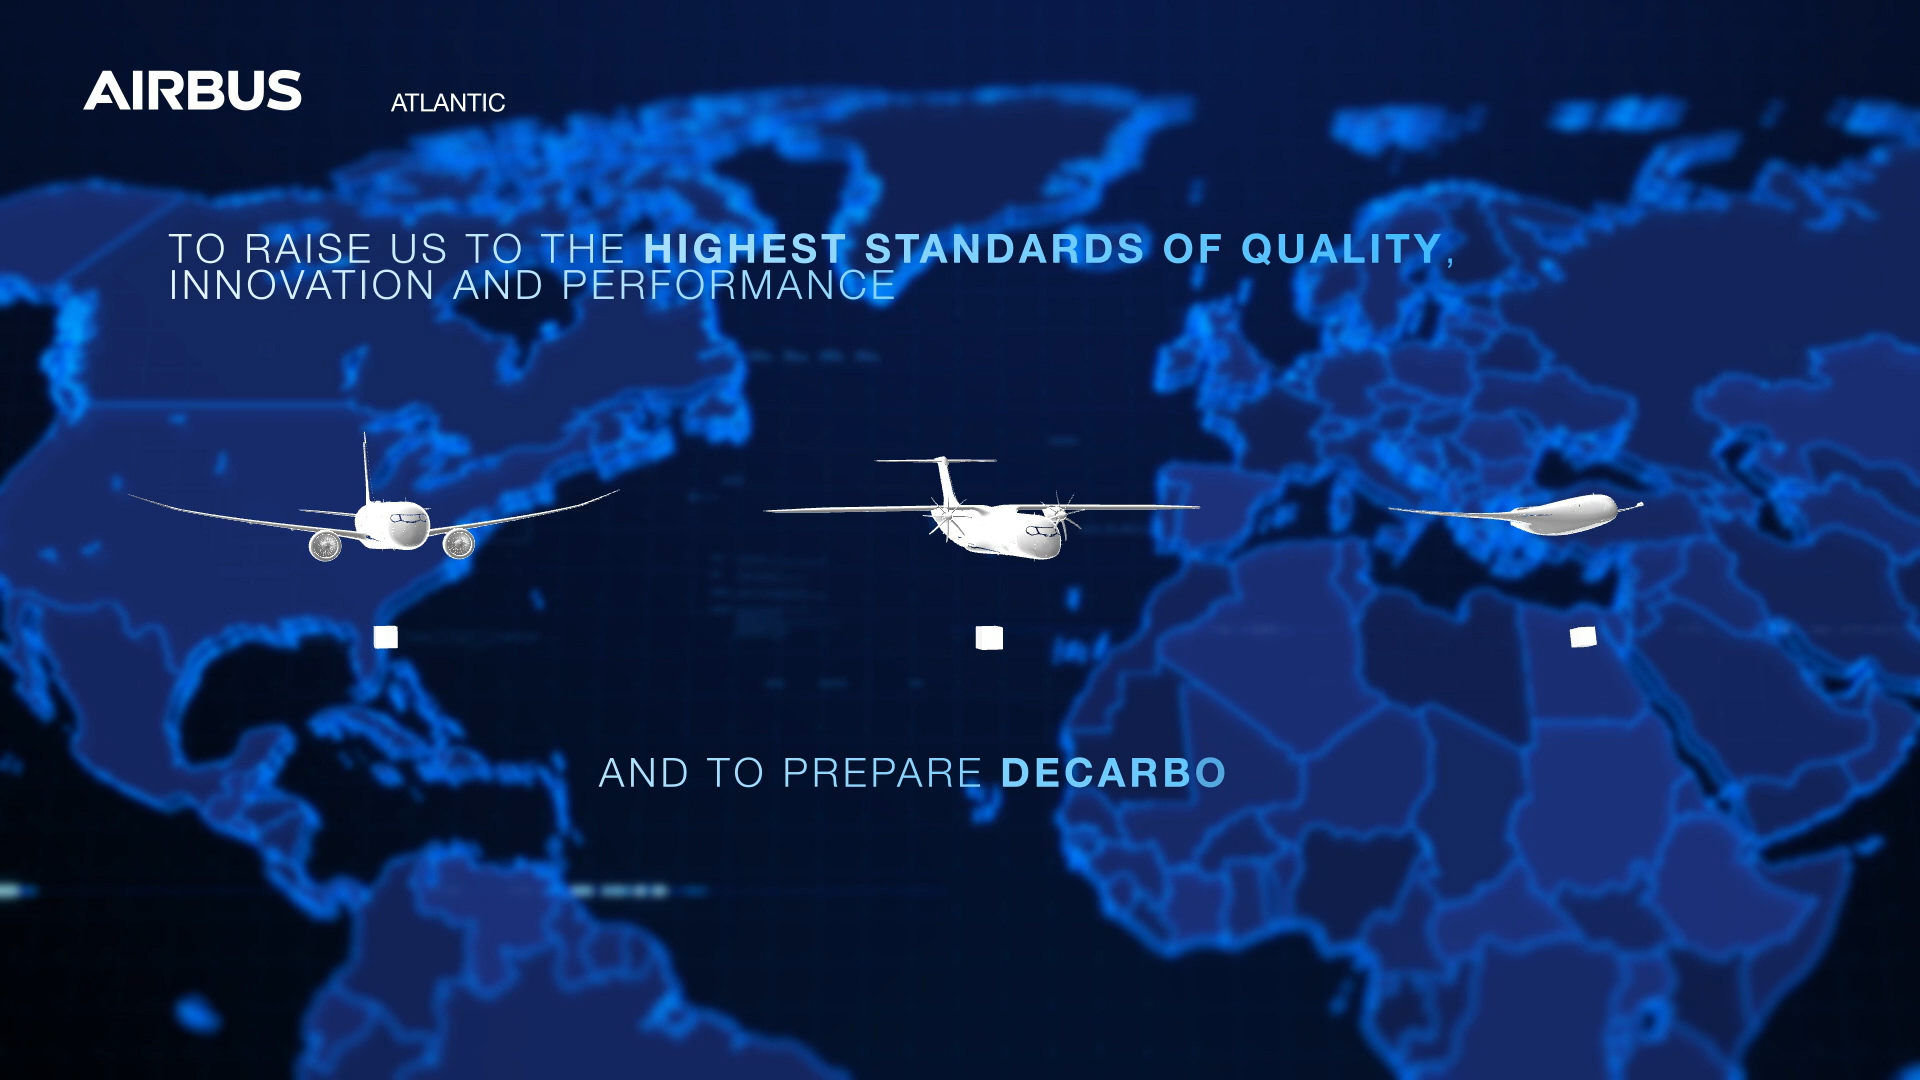 AIRBUS
ATLANTIC
TO RAISE US TO THE HIGHEST STANDARDS OF QUALITY,
INNOVATION AND PERFORMANCE
AND TO PREPARE DECARBO